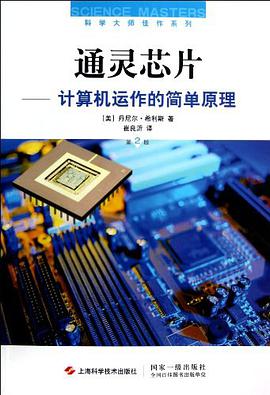 SCIENCE MASTERS
科学大师佳作系列
通灵芯片
——计算机运作的简单原理
[美] 丹尼尔·希利斯 著
崔良沂 译
第2版
上海科学技术出版社
国家一级出版社
全国百佳图书出版单位